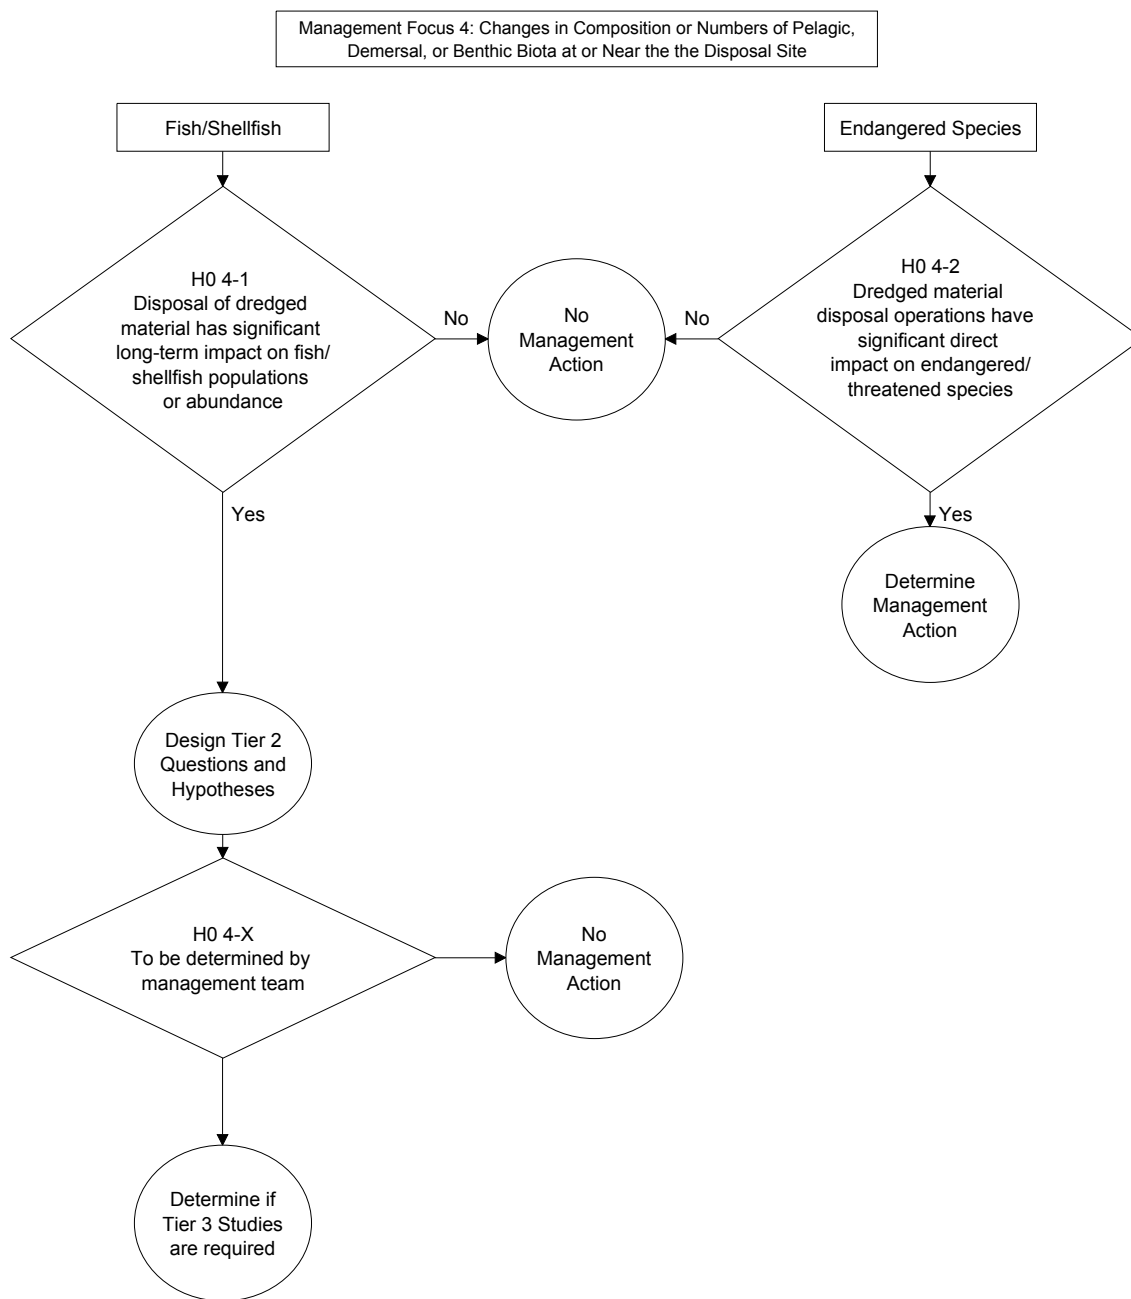 Management Focus 4: Changes in Composition or Numbers of Pelagic,
Demersal, or Benthic Biota at or Near the the Disposal Site
Fish/Shellfish
Endangered Species
H0 4-1
Disposal of dredged
material has significant
long-term impact on fish/
shellfish populations
or abundance
No
No
Management
Action
No
H0 4-2
Dredged material
disposal operations have
significant direct
impact on endangered/
threatened species
Yes
Yes
Determine
Management
Action
Design Tier 2
Questions and
Hypotheses
H0 4-X
To be determined by
management team
No
Management
Action
Determine if
Tier 3 Studies
are required